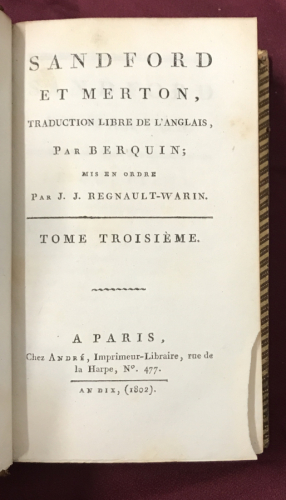 SANDFORD
ET MERTON,
TRADUCTION LIBRE DE L'ANGLAIS,
PAR BERQUIN;
MIS EN ORDRE
PAR J. J. REGNAULT-WARIN.
TOME TROISIÈME.
A PARIS,
Chez ANDRÉ, Imprimeur-Libraire, rue de
la Harpe, N°. 477.
AN DIX, (1802).